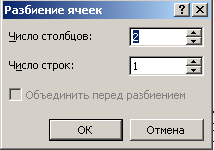 Разбиение ячеек
Число столбцов: 2
Число строк: 1
Объединить перед разбиением
ОК Отмена